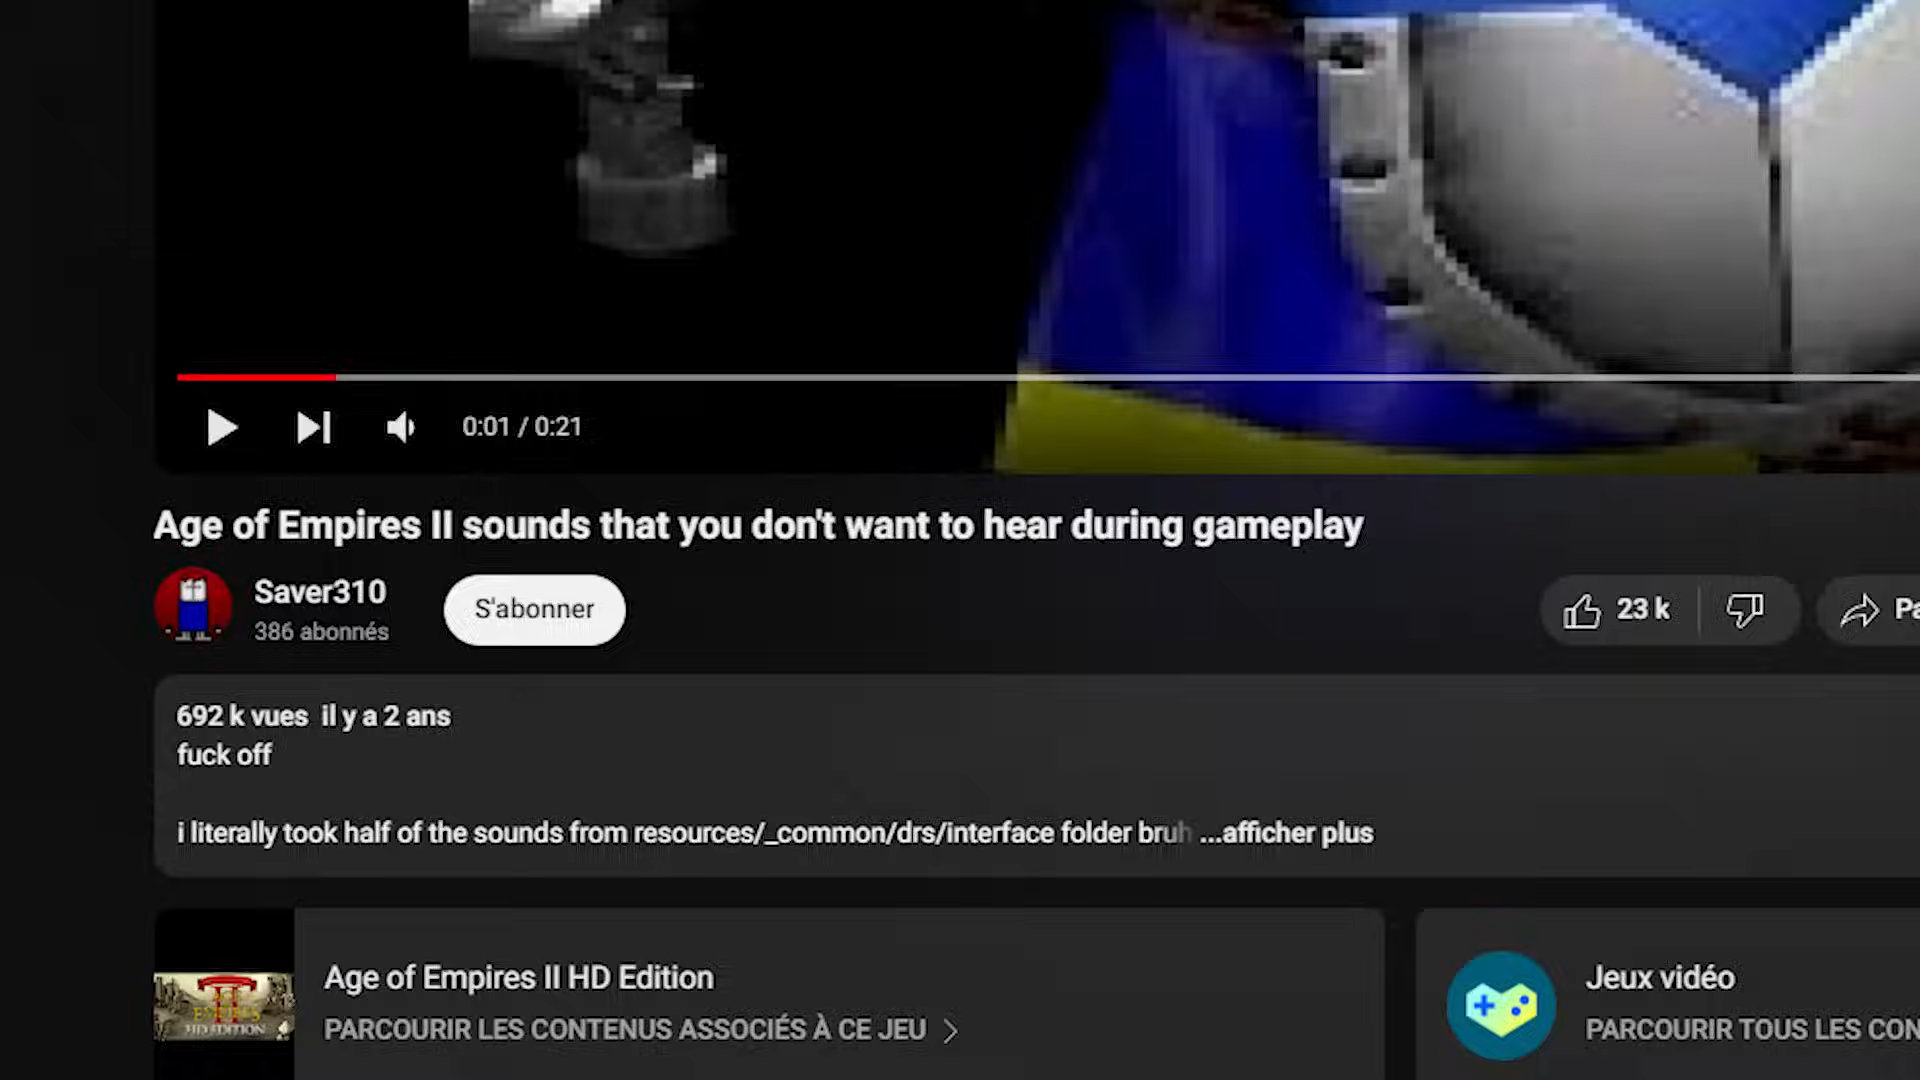 0:01 / 0:21
Age of Empires II sounds that you don't want to hear during gameplay
Saver310
386 abonnés
S'abonner
23 k
692 k vues il y a 2 ans
fuck off
i literally took half of the sounds from resources/_common/drs/interface folder bruh ...afficher plus
Age of Empires II HD Edition
PARCOURIR LES CONTENUS ASSOCIÉS À CE JEU
Jeux vidéo
PARCOURIR TOUS LES CON
II
HD EDITION